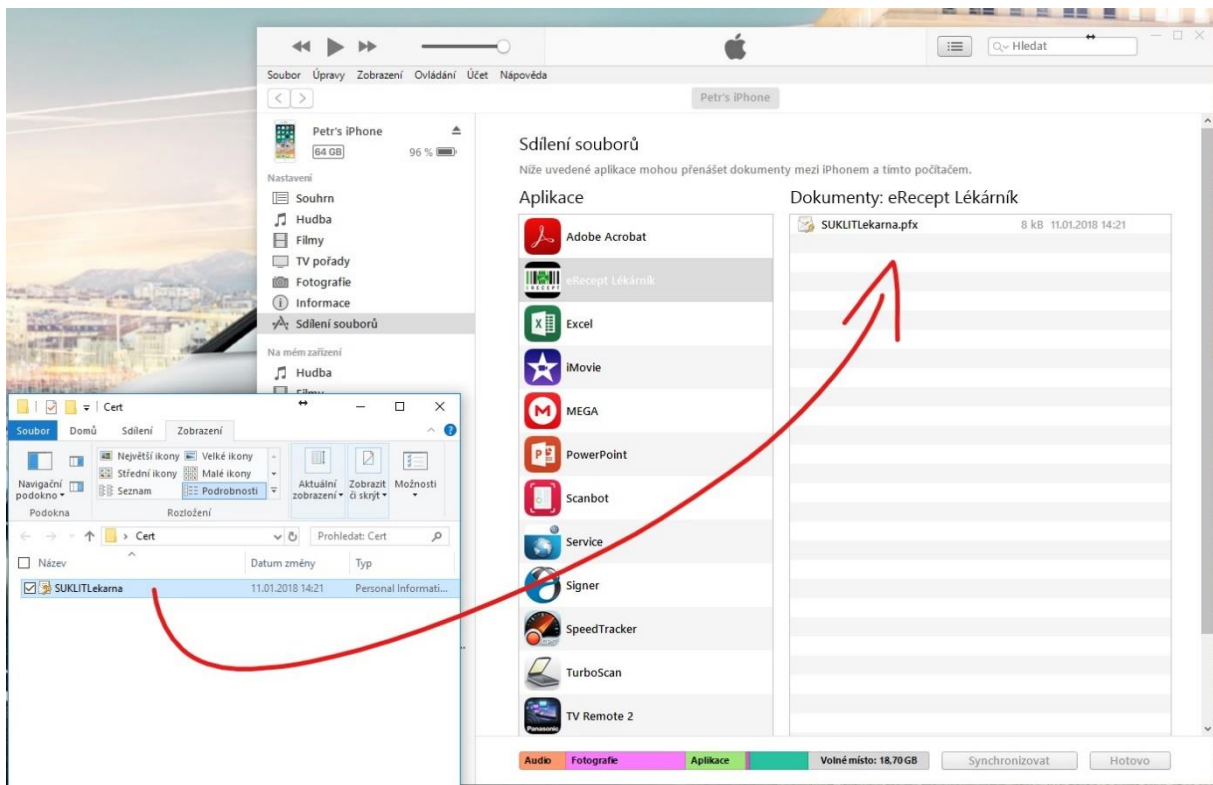 Hledat
Soubor Úpravy Zobrazení Ovládání Účet Nápověda
Petr's iPhone
Petr's iPhone
64 GB 96 %
Nastavení
Souhrn
Hudba
Filmy
TV pořady
Fotografie
Informace
Sdílení souborů
Na mém zařízení
Hudba
Filmy
Sdílení souborů
Níže uvedené aplikace mohou přenášet dokumenty mezi iPhonem a tímto počítačem.
Aplikace
Adobe Acrobat
eRecept Lékárník
Excel
iMovie
MEGA
PowerPoint
Scanbot
Service
Signer
SpeedTracker
TurboScan
TV Remote 2
Dokumenty: eRecept Lékárník
SUKLITLekarna.pfx 8 kB 11.01.2018 14:21
Audio Fotografie Aplikace Volné místo: 18,70 GB Synchronizovat Hotovo
Cert
Soubor Domů Sdílení Zobrazení
Navigační podokno
Největší ikony Velké ikony
Střední ikony Malé ikony
Seznam Podrobnosti
Aktuální zobrazení
Zobrazit či skrýt
Možnosti
Podokna Rozložení
Cert Prohledat: Cert
Název Datum změny Typ
SUKLITLekarna 11.01.2018 14:21 Personal Informati...